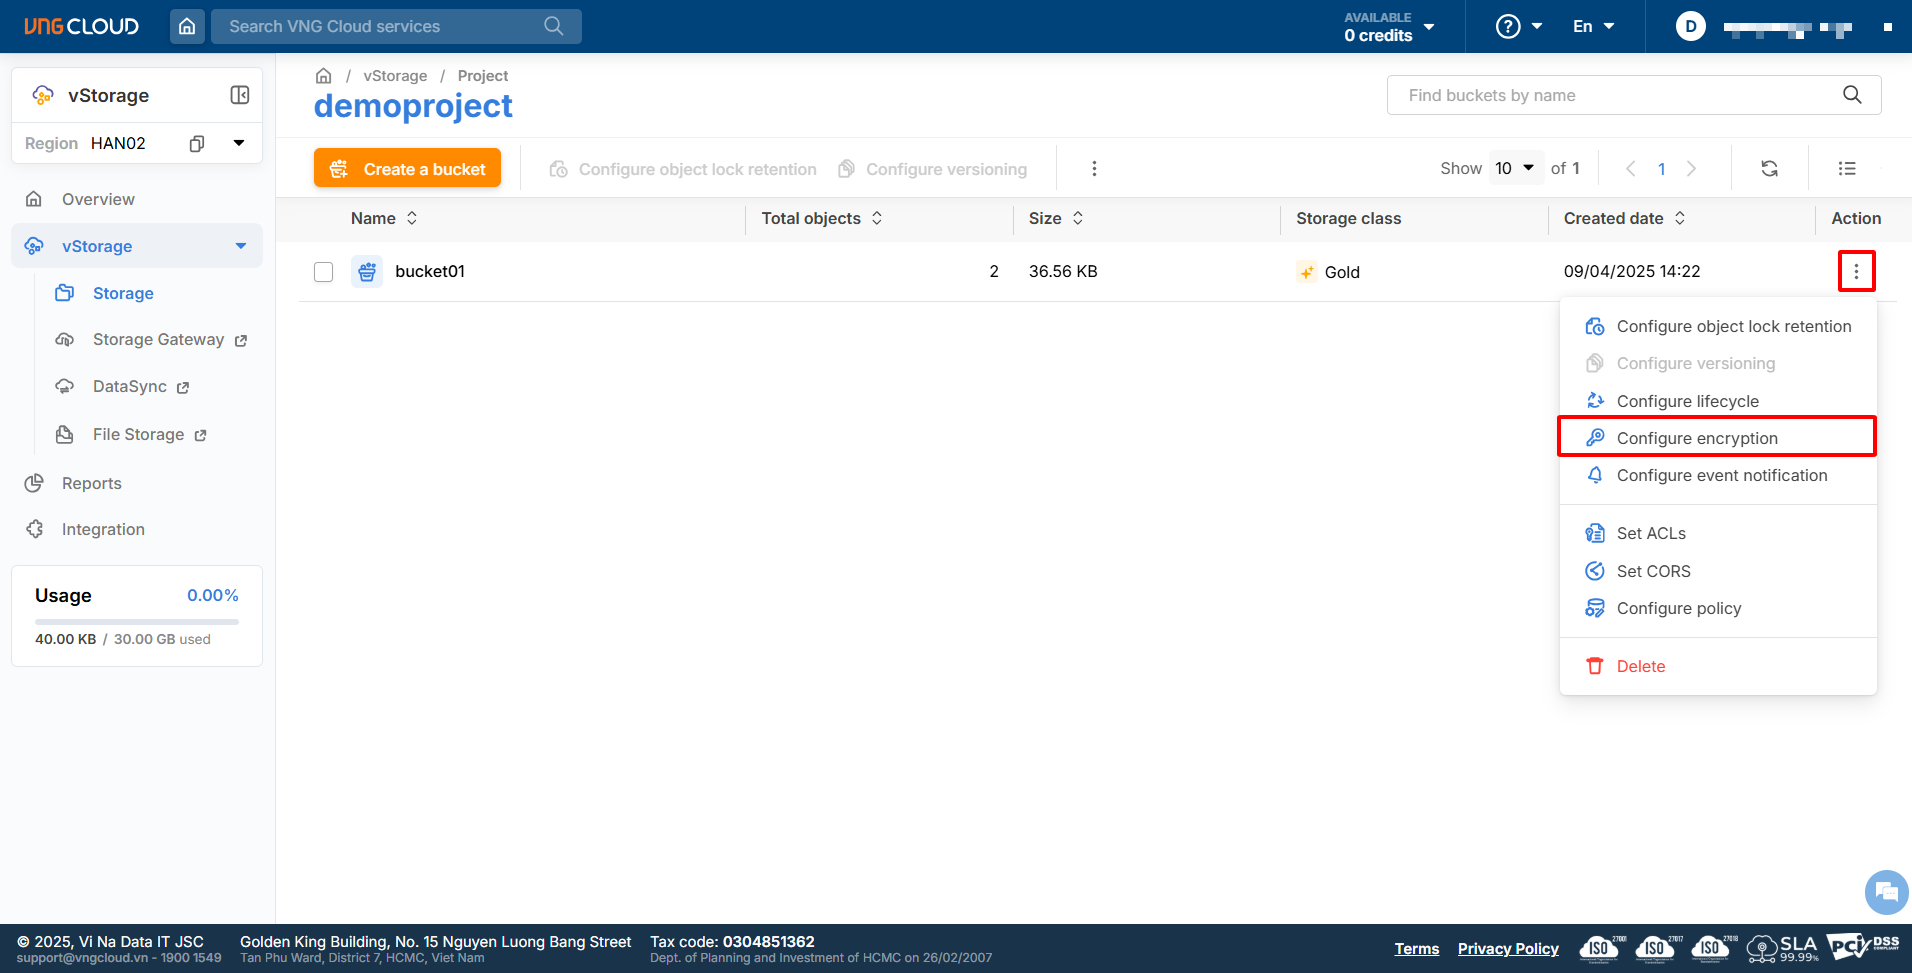 VNG CLOUD
Search VNG Cloud services
AVAILABLE
0 credits
?
En
D
vStorage
Region HAN02
Overview
vStorage
Storage
Storage Gateway
DataSync
File Storage
Reports
Integration
Usage 0.00%
40.00 KB / 30.00 GB used
/ vStorage / Project
demoproject
Find buckets by name
Create a bucket
Configure object lock retention
Configure versioning
Show 10 of 1
1
Name Total objects Size Storage class Created date Action
bucket01 2 36.56 KB Gold 09/04/2025 14:22
Configure object lock retention
Configure versioning
Configure lifecycle
Configure encryption
Configure event notification
Set ACLs
Set CORS
Configure policy
Delete
© 2025, Vi Na Data IT JSC
support@vngcloud.vn - 1900 1549
Golden King Building, No. 15 Nguyen Luong Bang Street
Tan Phu Ward, District 7, HCMC, Viet Nam
Tax code: 0304851362
Dept. of Planning and Investment of HCMC on 26/02/2007
Terms
Privacy Policy
ISO 27001
ISO 27017
ISO 27018
SLA
99.99%
PCI DSS
COMPLIANT